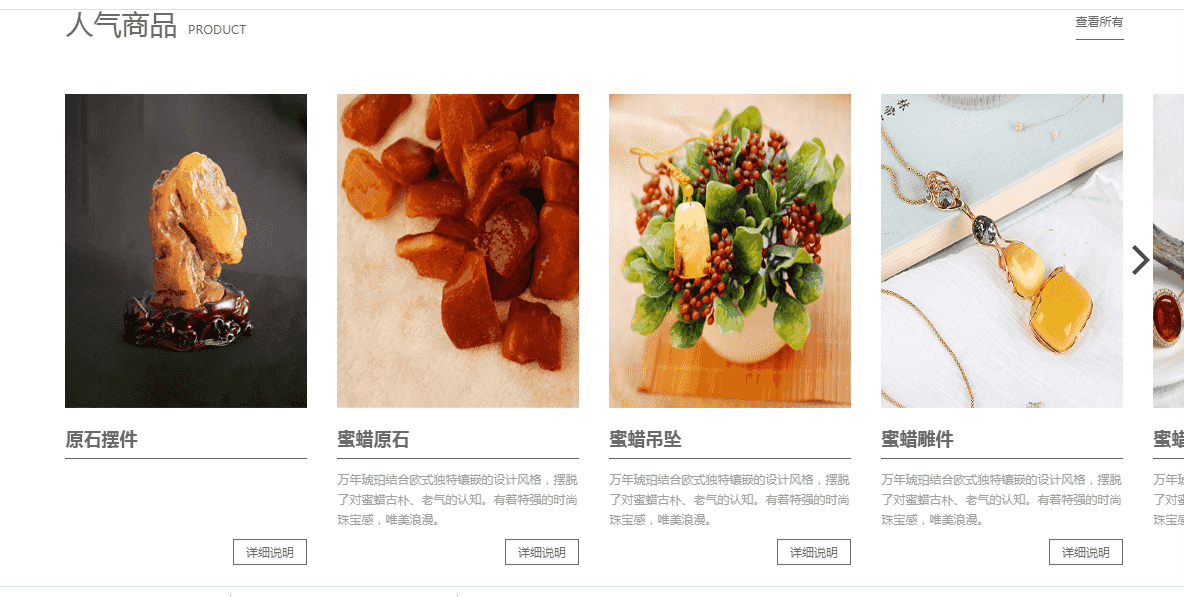 人气商品 PRODUCT
查看所有
原石摆件
详细说明
蜜蜡原石
万年琥珀结合欧式独特镶嵌的设计风格，摆脱
了对蜜蜡古朴、老气的认知。有着特强的时尚
珠宝感，唯美浪漫。
详细说明
蜜蜡吊坠
万年琥珀结合欧式独特镶嵌的设计风格，摆脱
了对蜜蜡古朴、老气的认知。有着特强的时尚
珠宝感，唯美浪漫。
详细说明
蜜蜡雕件
万年琥珀结合欧式独特镶嵌的设计风格，摆脱
了对蜜蜡古朴、老气的认知。有着特强的时尚
珠宝感，唯美浪漫。
详细说明
蜜蜡
万年琥
了对蜜
珠宝感